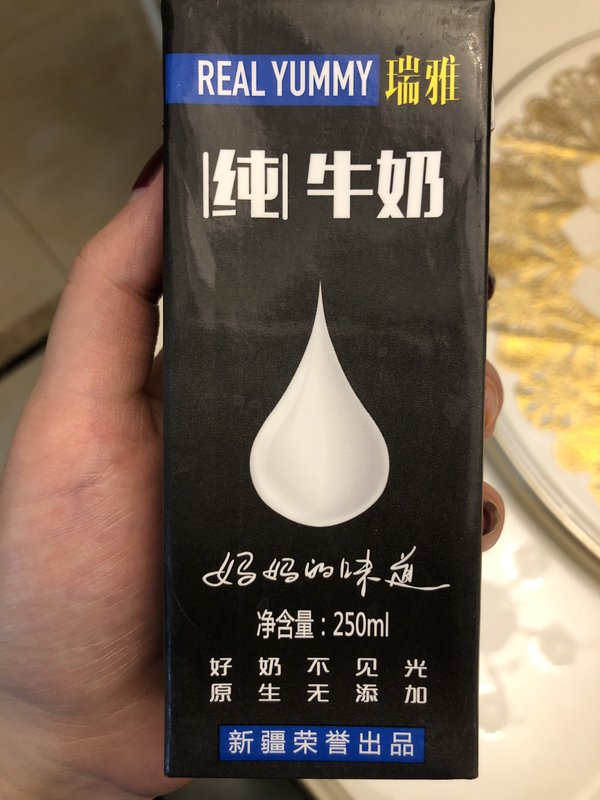 REAL YUMMY 瑞雅
纯 牛奶
妈妈的味道
净含量：250ml
好奶不见光
原生无添加
新疆荣誉出品